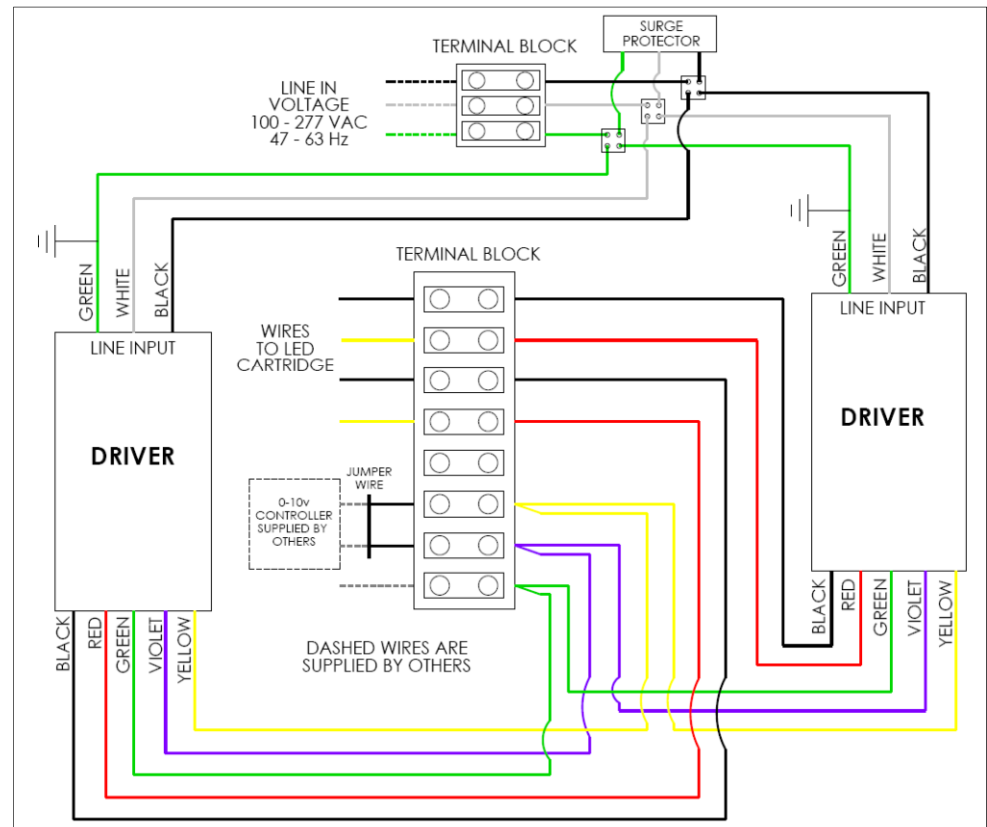 SURGE
PROTECTOR
TERMINAL BLOCK
LINE IN
VOLTAGE
100 - 277 VAC
47 - 63 Hz
GREEN
WHITE
BLACK
TERMINAL BLOCK
GREEN
WHITE
BLACK
LINE INPUT
DRIVER
WIRES
TO LED
CARTRIDGE
LINE INPUT
DRIVER
JUMPER
WIRE
0-10v
CONTROLLER
SUPPLIED BY
OTHERS
BLACK
RED
GREEN
VIOLET
YELLOW
DASHED WIRES ARE
SUPPLIED BY OTHERS
BLACK
RED
GREEN
VIOLET
YELLOW